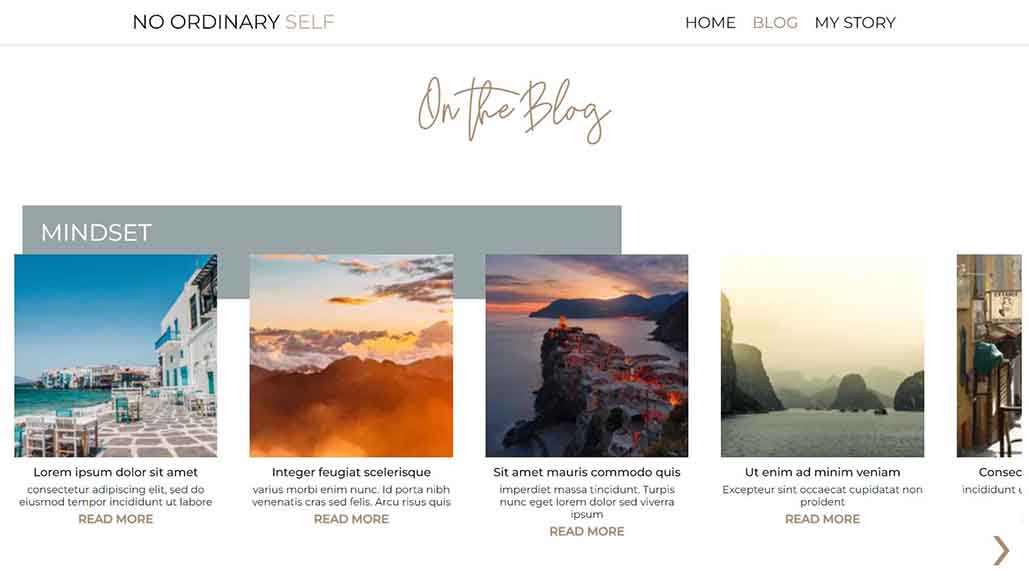 NO ORDINARY SELF
HOME BLOG MY STORY
On the Blog
MINDSET
Lorem ipsum dolor sit amet
consectetur adipiscing elit, sed do
eiusmod tempor incididunt ut labore
READ MORE
Integer feugiat scelerisque
varius morbi enim nunc. Id porta nibh
venenatis cras sed felis. Arcu risus quis
READ MORE
Sit amet mauris commodo quis
imperdiet massa tincidunt. Turpis
nunc eget lorem dolor sed viverra
ipsum
READ MORE
Ut enim ad minim veniam
Excepteur sint occaecat cupidatat non
proident
READ MORE
Consec
incididunt u